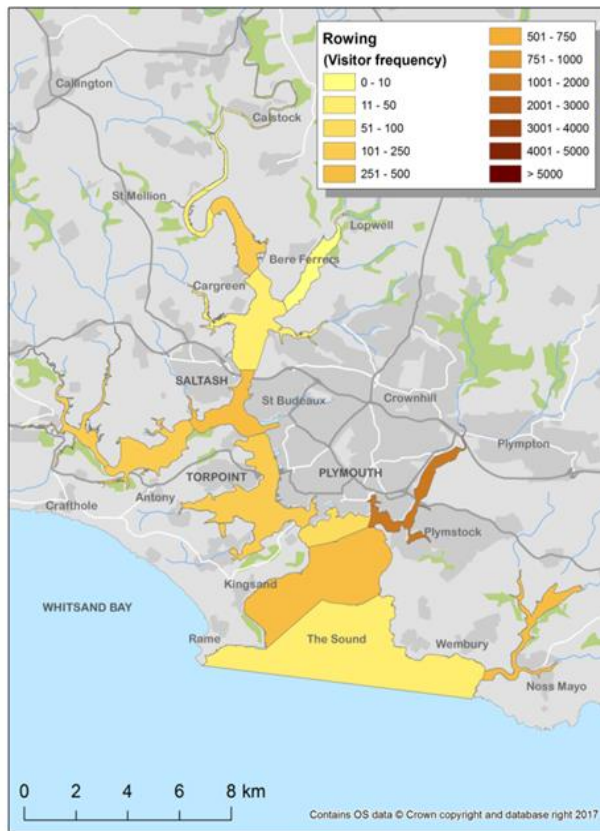 Rowing
(Visitor frequency)
0 - 10
11 - 50
51 - 100
101 - 250
251 - 500
501 - 750
751 - 1000
1001 - 2000
2001 - 3000
3001 - 4000
4001 - 5000
> 5000
Callington
Calstock
St Mellion
Lopwell
Bere Ferrers
Cargreen
SALTASH
St Budeaux
Crownhill
Plympton
TORPOINT
PLYMOUTH
Antony
Crafthole
Plymstock
Kingsand
WHITSAND BAY
Rame
The Sound
Wembury
Noss Mayo
0 2 4 6 8 km
Contains OS data © Crown copyright and database right 2017